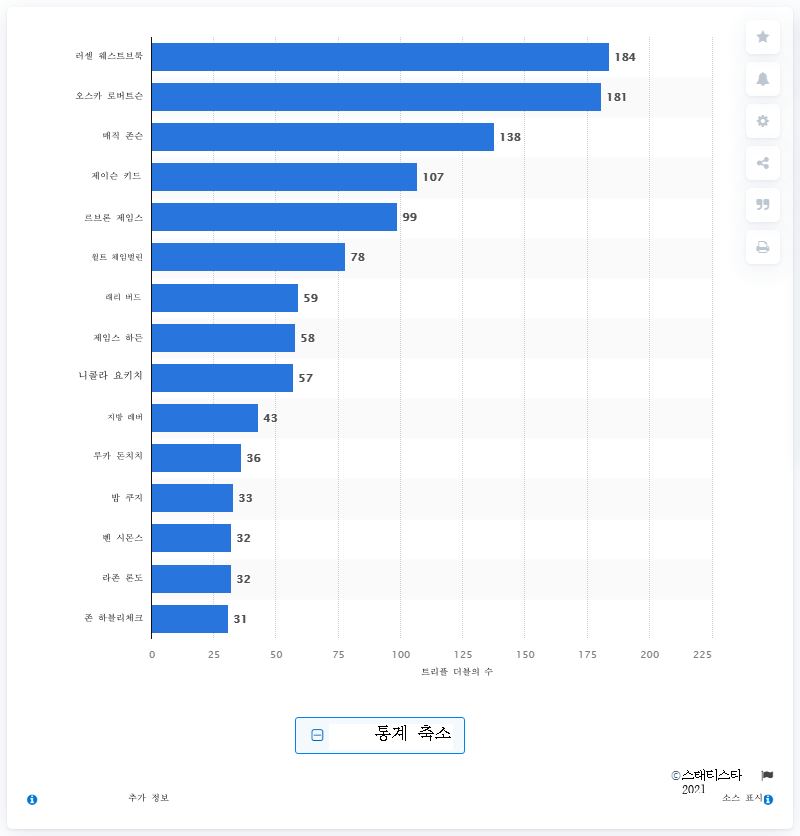 러셀 웨스트브룩 184
오스카 로버트슨 181
매직 존슨 138
제이슨 키드 107
르브론 제임스 99
윌트 체임벌린 78
래리 버드 59
제임스 하든 58
니콜라 요키치 57
지방 레버 43
루카 돈치치 36
밥 쿠지 33
벤 시몬스 32
라존 론도 32
존 하블리체크 31
0 25 50 75 100 125 150 175 200 225
트리플 더블의 수
통계 축소
©스태티스타
2021
추가 정보 소스 표시